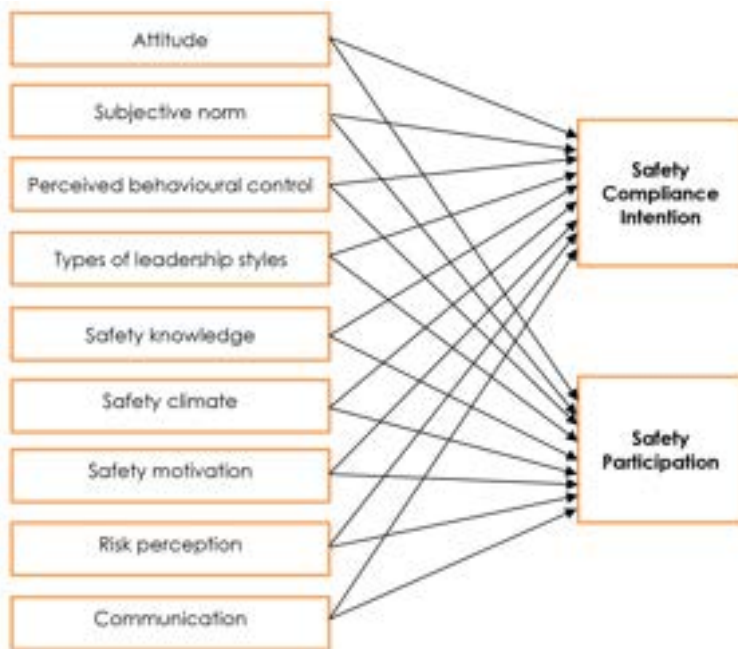 Attitude
Subjective norm
Perceived behavioural control
Types of leadership styles
Safety knowledge
Safety climate
Safety motivation
Risk perception
Communication
Safety
Compliance
Intention
Safety
Participation